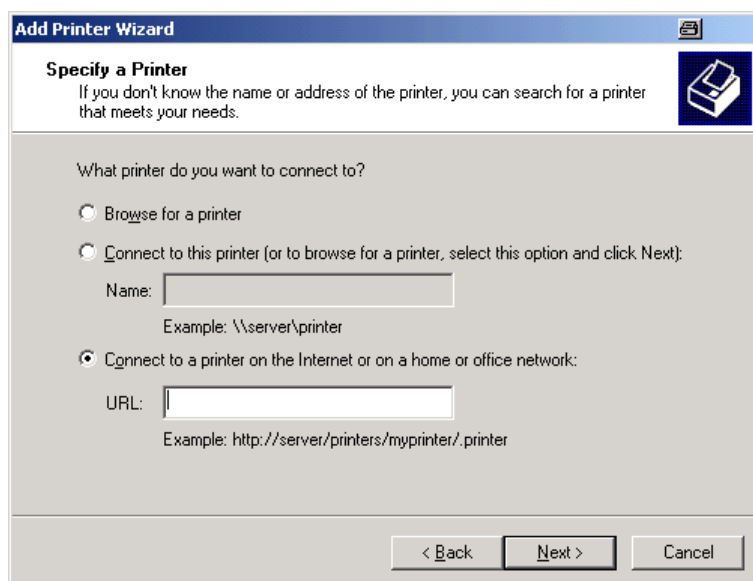 Add Printer Wizard
Specify a Printer
If you don't know the name or address of the printer, you can search for a printer
that meets your needs.
What printer do you want to connect to?
Browse for a printer
Connect to this printer (or to browse for a printer, select this option and click Next):
Name:
Example: \\server\printer
Connect to a printer on the Internet or on a home or office network:
URL:
Example: http://server/printers/myprinter/.printer
< Back Next > Cancel